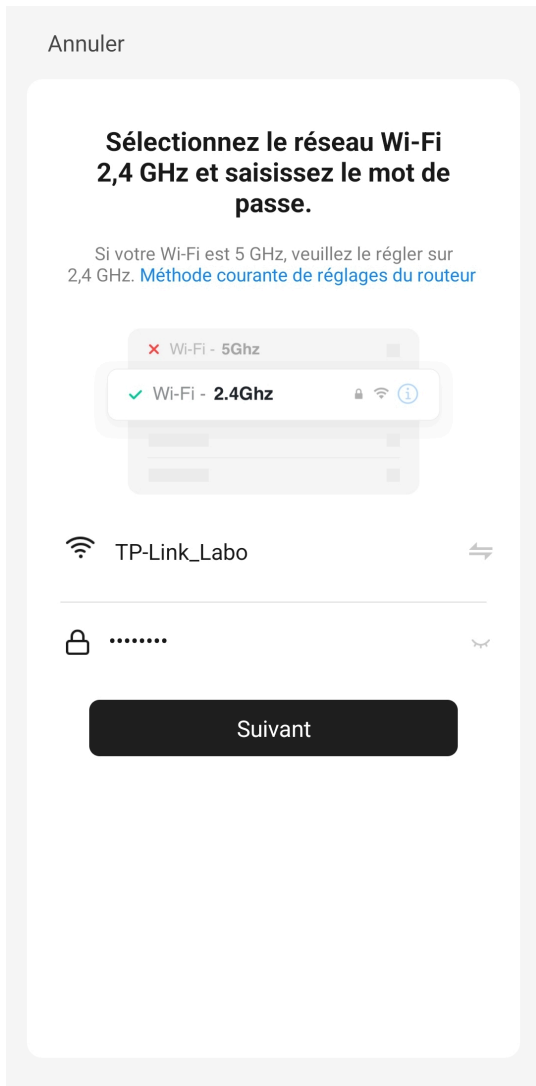 Annuler
Sélectionnez le réseau Wi-Fi
2,4 GHz et saisissez le mot de
passe.
Si votre Wi-Fi est 5 GHz, veuillez le régler sur
2,4 GHz. Méthode courante de réglages du routeur
Wi-Fi - 5Ghz
Wi-Fi - 2.4Ghz
TP-Link_Labo
••••••••
Suivant